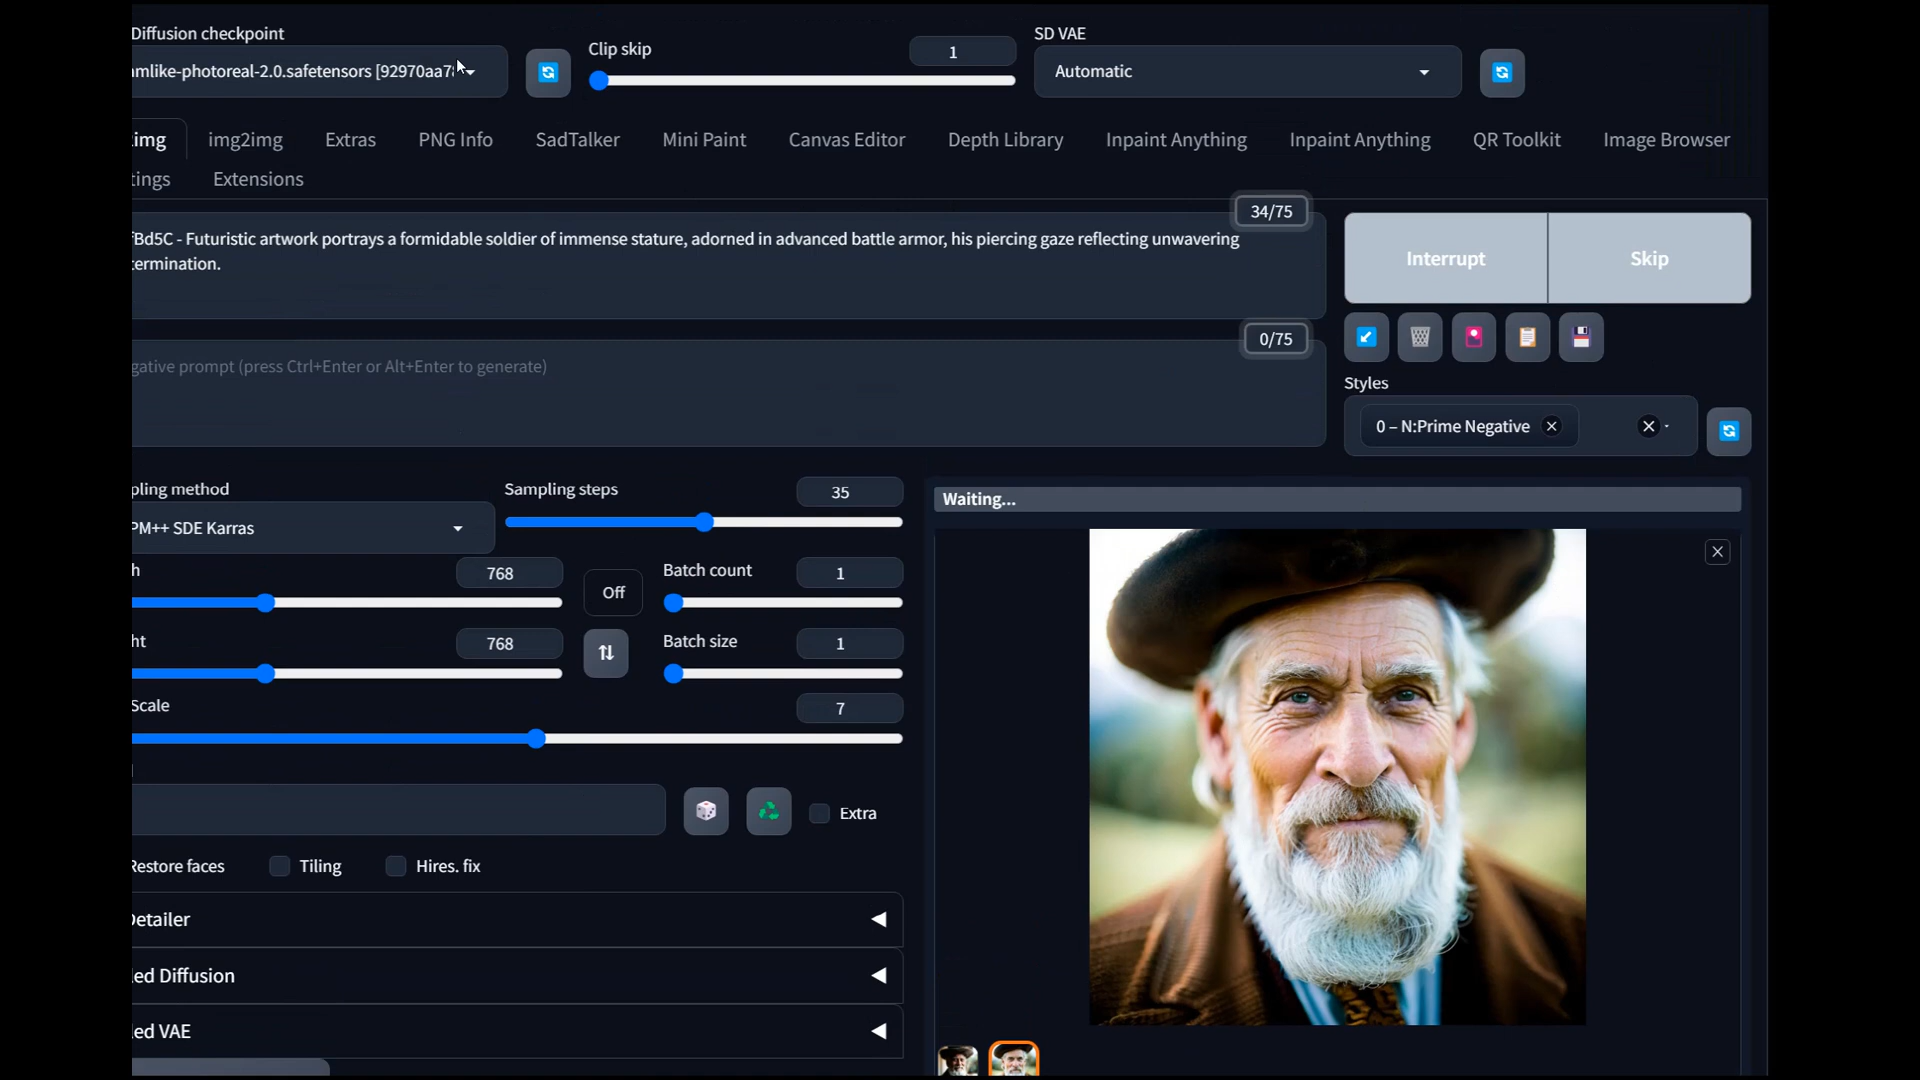 Diffusion checkpoint
mlike-photoreal-2.0.safetensors [92970aa7
Clip skip
1
SD VAE
Automatic
img
img2img
Extras
PNG Info
SadTalker
Mini Paint
Canvas Editor
Depth Library
Inpaint Anything
Inpaint Anything
QR Toolkit
Image Browser
tings
Extensions
34/75
Bd5C - Futuristic artwork portrays a formidable soldier of immense stature, adorned in advanced battle armor, his piercing gaze reflecting unwavering
termination.
Interrupt
Skip
0/75
gative prompt (press Ctrl+Enter or Alt+Enter to generate)
Styles
0 – N:Prime Negative
pling method
Sampling steps
35
PM++ SDE Karras
Waiting...
h
768
Off
Batch count
1
ht
768
Batch size
1
Scale
7
Extra
Restore faces
Tiling
Hires. fix
Detailer
led Diffusion
led VAE